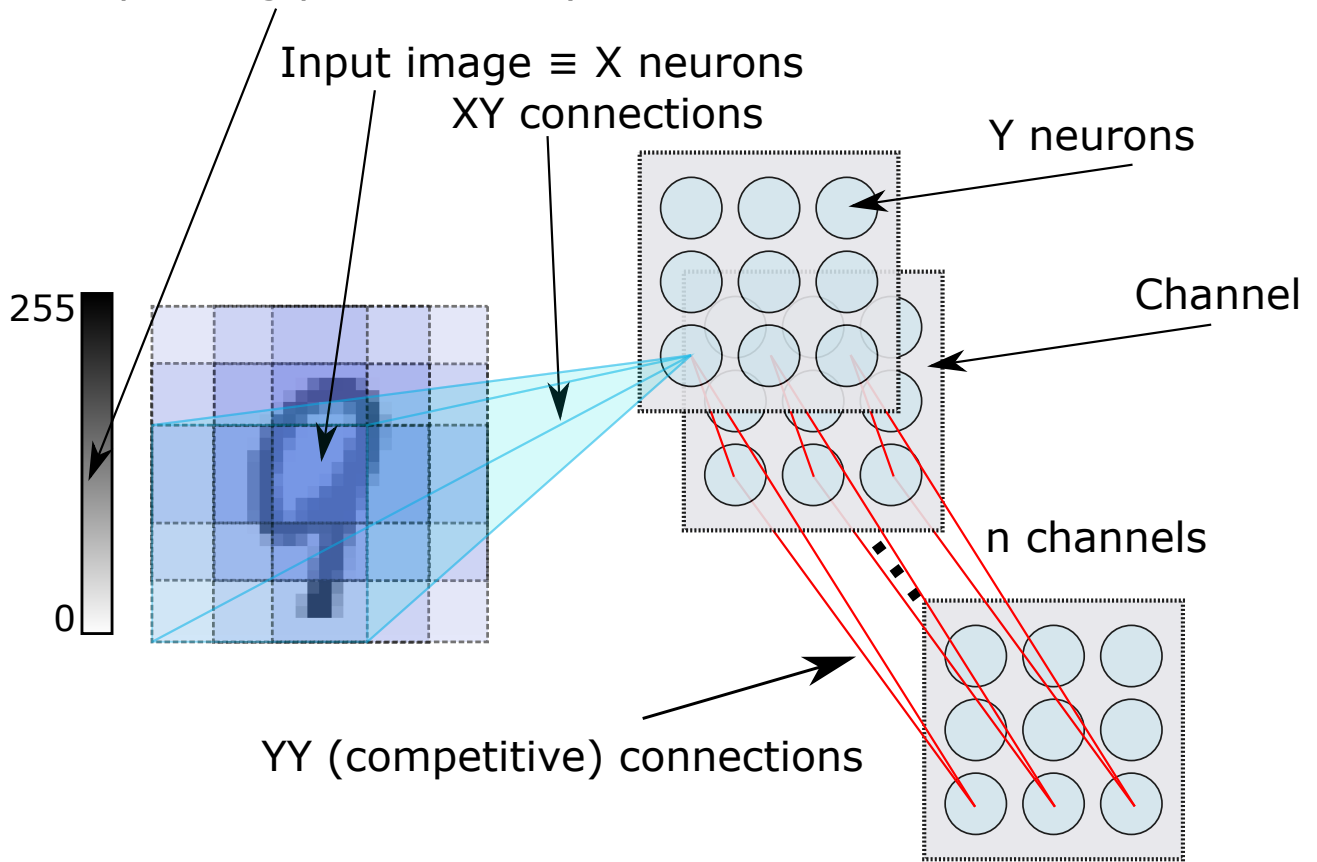 Input image ≡ X neurons
XY connections
Y neurons
Channel
255
0
n channels
YY (competitive) connections